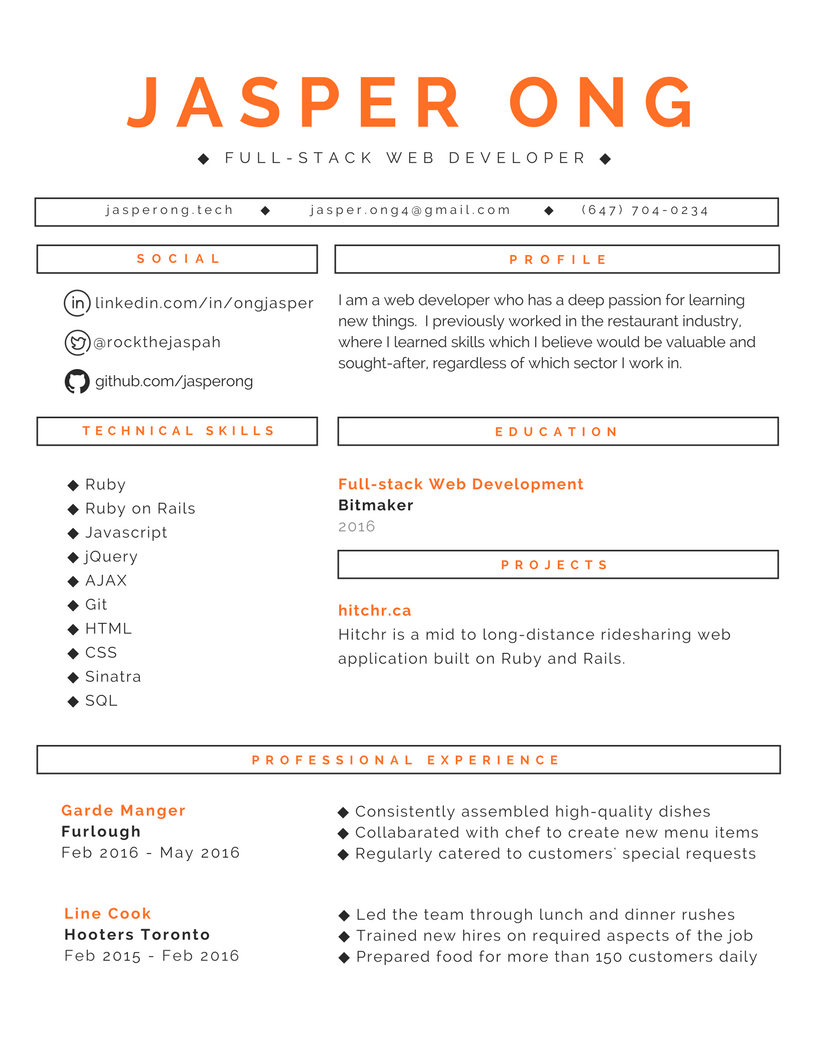 JASPER ONG
◆ FULL-STACK WEB DEVELOPER ◆
jasperong.tech ◆ jasper.ong4@gmail.com ◆ (647) 704-0234
SOCIAL
linkedin.com/in/ongjasper
@rockthejaspah
github.com/jasperong
PROFILE
I am a web developer who has a deep passion for learning
new things. I previously worked in the restaurant industry,
where I learned skills which I believe would be valuable and
sought-after, regardless of which sector I work in.
TECHNICAL SKILLS
◆ Ruby
◆ Ruby on Rails
◆ Javascript
◆ jQuery
◆ AJAX
◆ Git
◆ HTML
◆ CSS
◆ Sinatra
◆ SQL
EDUCATION
Full-stack Web Development
Bitmaker
2016
PROJECTS
hitchr.ca
Hitchr is a mid to long-distance ridesharing web
application built on Ruby and Rails.
PROFESSIONAL EXPERIENCE
Garde Manger
Furlough
Feb 2016 - May 2016
◆ Consistently assembled high-quality dishes
◆ Collabarated with chef to create new menu items
◆ Regularly catered to customers' special requests
Line Cook
Hooters Toronto
Feb 2015 - Feb 2016
◆ Led the team through lunch and dinner rushes
◆ Trained new hires on required aspects of the job
◆ Prepared food for more than 150 customers daily